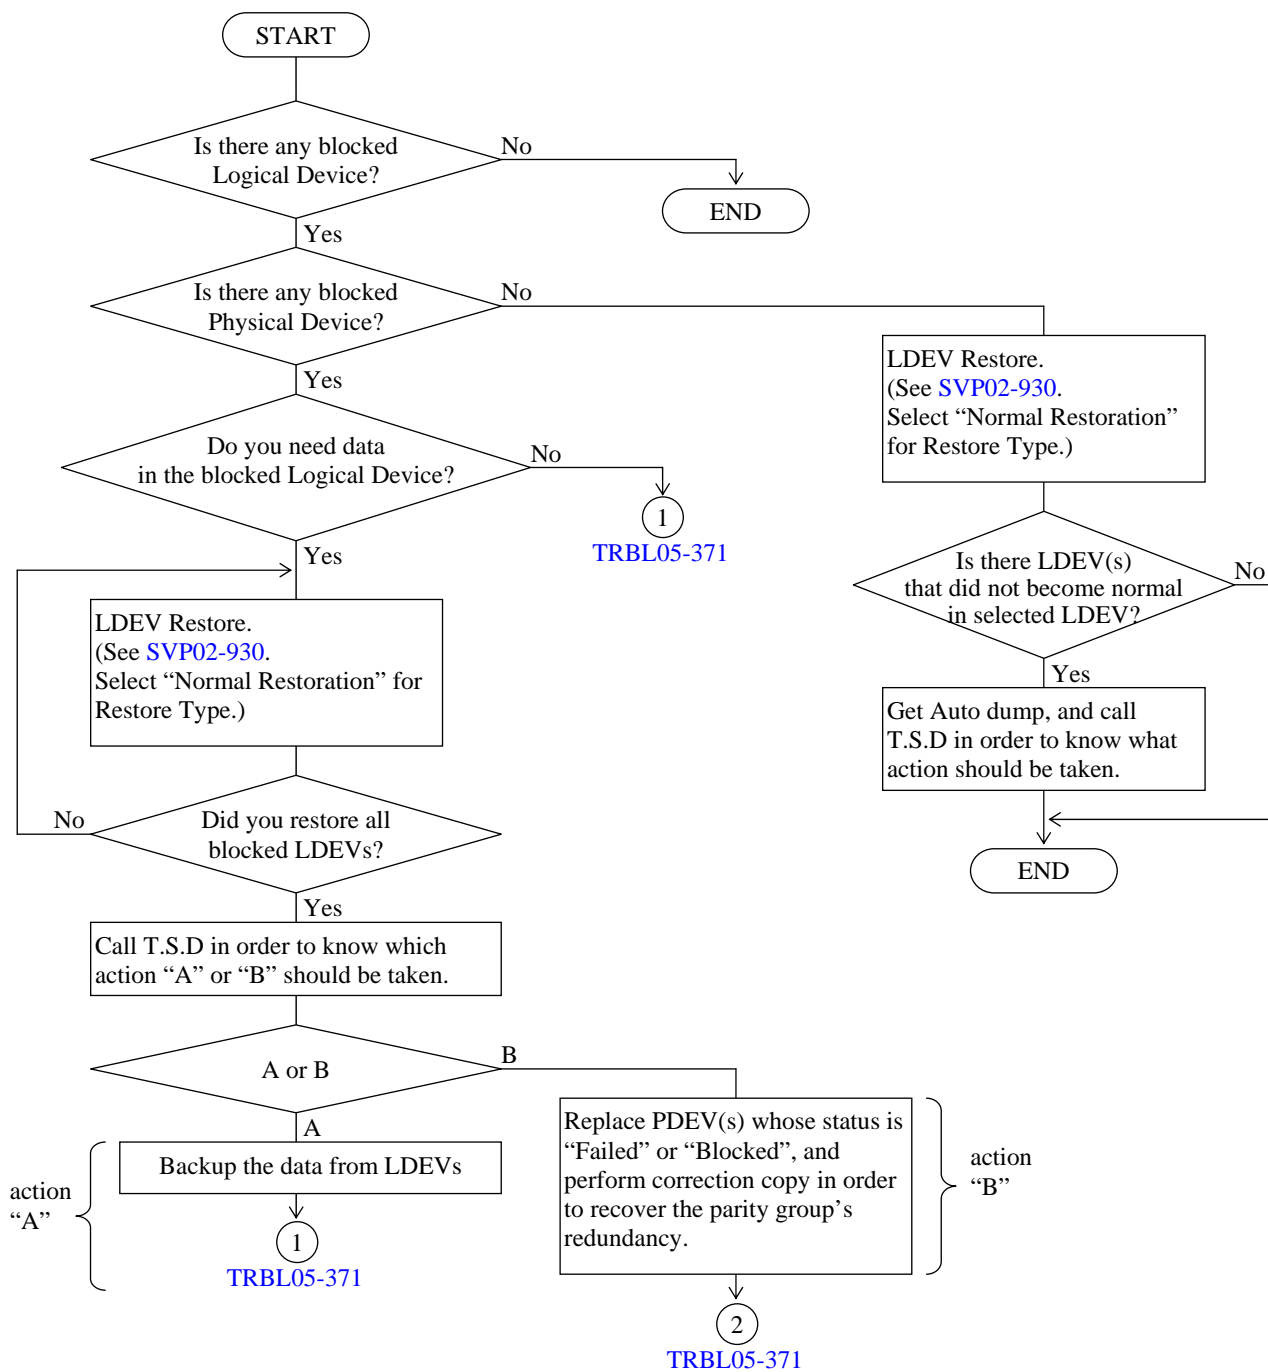 START
Is there any blocked
Logical Device?
No
END
Yes
Is there any blocked
Physical Device?
No
Yes
LDEV Restore.
(See SVP02-930.
Select “Normal Restoration”
for Restore Type.)
Do you need data
in the blocked Logical Device?
No
1
TRBL05-371
Yes
Is there LDEV(s)
that did not become normal
in selected LDEV?
No
LDEV Restore.
(See SVP02-930.
Select “Normal Restoration” for
Restore Type.)
Yes
Get Auto dump, and call
T.S.D in order to know what
action should be taken.
Did you restore all
blocked LDEVs?
No
END
Yes
Call T.S.D in order to know which
action “A” or “B” should be taken.
A or B
B
A
Replace PDEV(s) whose status is
“Failed” or “Blocked”, and
perform correction copy in order
to recover the parity group’s
redundancy.
action
“B”
Backup the data from LDEVs
action
“A”
1
TRBL05-371
2
TRBL05-371